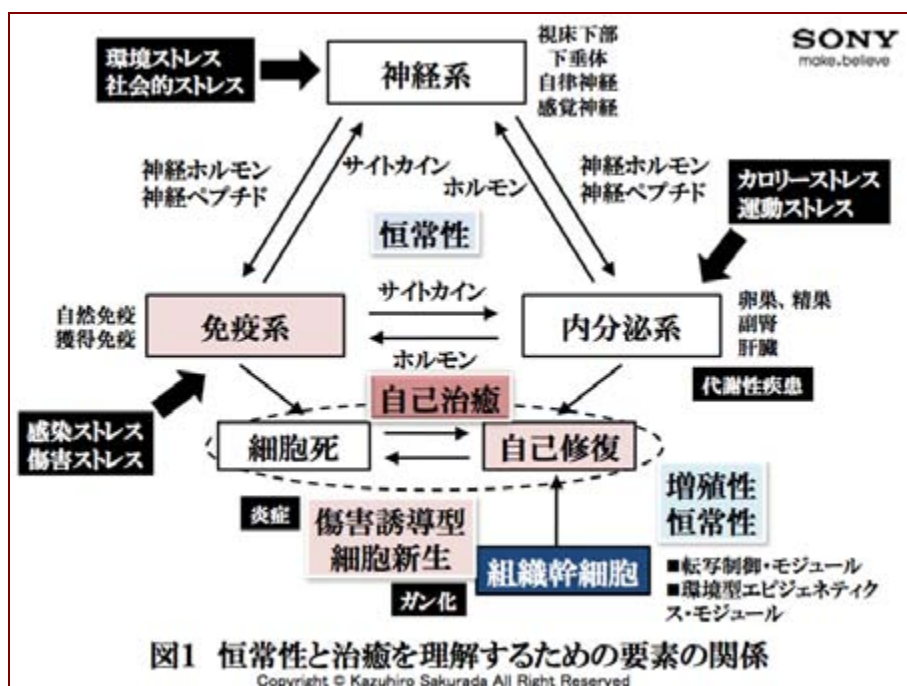 環境ストレス
社会的ストレス
神経系
視床下部
下垂体
自律神経
感覚神経
SONY
make.believe
神経ホルモン
神経ペプチド
サイトカイン
ホルモン
神経ホルモン
神経ペプチド
カロリーストレス
運動ストレス
恒常性
自然免疫
獲得免疫
免疫系
サイトカイン
ホルモン
内分泌系
卵巣、精巣
副腎
肝臓
代謝性疾患
自己治癒
感染ストレス
傷害ストレス
細胞死
自己修復
炎症
傷害誘導型
細胞新生
ガン化
増殖性
恒常性
組織幹細胞
■転写制御・モジュール
■環境型エピジェネティク
ス・モジュール
図1 恒常性と治癒を理解するための要素の関係
Copyright © Kazuhiro Sakurada All Right Reserved